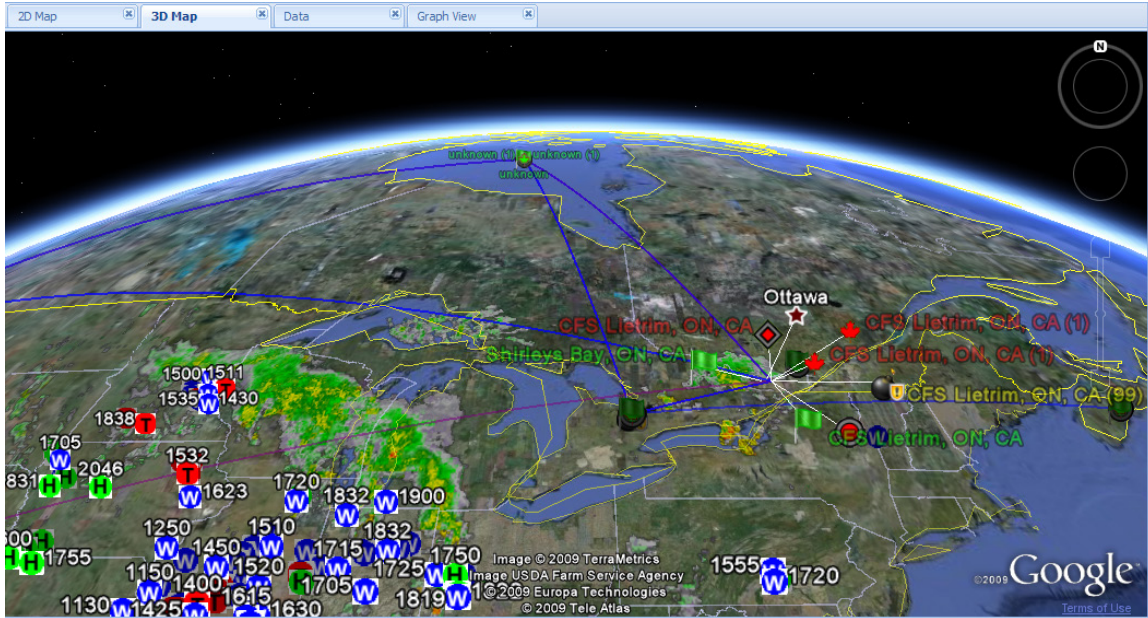 2D Map
3D Map
Data
Graph View
N
unknown (1)
unknown (1)
unknown
Ottawa
CFS Lietrim, ON, CA
CFS Lietrim, ON, CA (1)
Shirleys Bay, ON, CA
CFS Lietrim, ON, CA (1)
CFS Lietrim, ON, CA (99)
CFS Lietrim, ON, CA
1500
1511
1535
1430
1838
T
1705
W
1532
T
831
H
2046
H
1623
W
1720
W
1832
W
1900
W
1250
W
1450
W
1510
W
1715
1832
W
1725
1750
W
H
1555
W
1720
1755
H
1150
W
1400
1520
1615
1705
W
1819
W
1130
W
1425
W
1630
Image © 2009 TerraMetrics
Image USDA Farm Service Agency
© 2009 Europa Technologies
© 2009 Tele Atlas
©2009 Google
Terms of Use